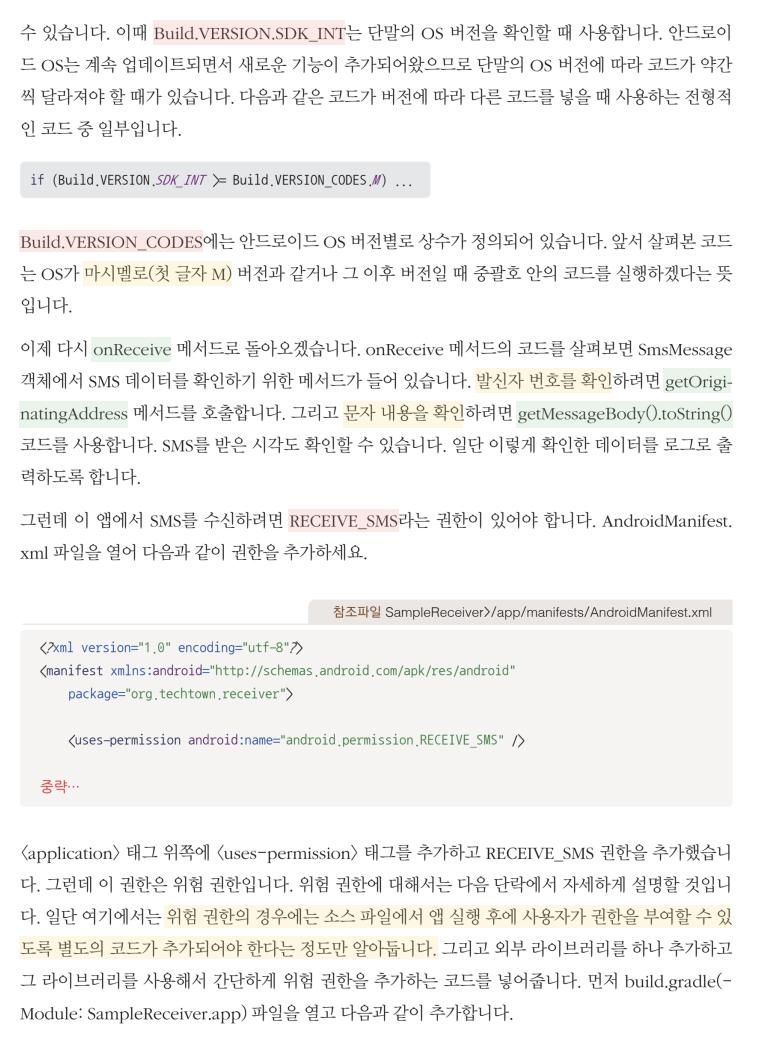 수 있습니다. 이때 Build.VERSION.SDK_INT는 단말의 OS 버전을 확인할 때 사용합니다. 안드로이
드 OS는 계속 업데이트되면서 새로운 기능이 추가되어왔으므로 단말의 OS 버전에 따라 코드가 약간
씩 달라져야 할 때가 있습니다. 다음과 같은 코드가 버전에 따라 다른 코드를 넣을 때 사용하는 전형적
인 코드 중 일부입니다.
if (Build.VERSION.SDK_INT >= Build.VERSION_CODES.M) ...
Build.VERSION_CODES에는 안드로이드 OS 버전별로 상수가 정의되어 있습니다. 앞서 살펴본 코드
는 OS가 마시멜로(첫 글자 M) 버전과 같거나 그 이후 버전일 때 중괄호 안의 코드를 실행하겠다는 뜻
입니다.
이제 다시 onReceive 메서드로 돌아오겠습니다. onReceive 메서드의 코드를 살펴보면 SmsMessage
객체에서 SMS 데이터를 확인하기 위한 메서드가 들어 있습니다. 발신자 번호를 확인하려면 getOrigi-
natingAddress 메서드를 호출합니다. 그리고 문자 내용을 확인하려면 getMessageBody().toString()
코드를 사용합니다. SMS를 받은 시각도 확인할 수 있습니다. 일단 이렇게 확인한 데이터를 로그로 출
력하도록 합니다.
그런데 이 앱에서 SMS를 수신하려면 RECEIVE_SMS라는 권한이 있어야 합니다. AndroidManifest.
xml 파일을 열어 다음과 같이 권한을 추가하세요.
참조파일 SampleReceiver>/app/manifests/AndroidManifest.xml
<?xml version="1.0" encoding="utf-8"?>
<manifest xmlns:android="http://schemas.android.com/apk/res/android"
package="org.techtown.receiver">
<uses-permission android:name="android.permission.RECEIVE_SMS" />
중략…
〈application〉 태그 위쪽에 〈uses-permission〉 태그를 추가하고 RECEIVE_SMS 권한을 추가했습니
다. 그런데 이 권한은 위험 권한입니다. 위험 권한에 대해서는 다음 단락에서 자세하게 설명할 것입니
다. 일단 여기에서는 위험 권한의 경우에는 소스 파일에서 앱 실행 후에 사용자가 권한을 부여할 수 있
도록 별도의 코드가 추가되어야 한다는 정도만 알아둡니다. 그리고 외부 라이브러리를 하나 추가하고
그 라이브러리를 사용해서 간단하게 위험 권한을 추가하는 코드를 넣어줍니다. 먼저 build.gradle(-
Module: SampleReceiver.app) 파일을 열고 다음과 같이 추가합니다.